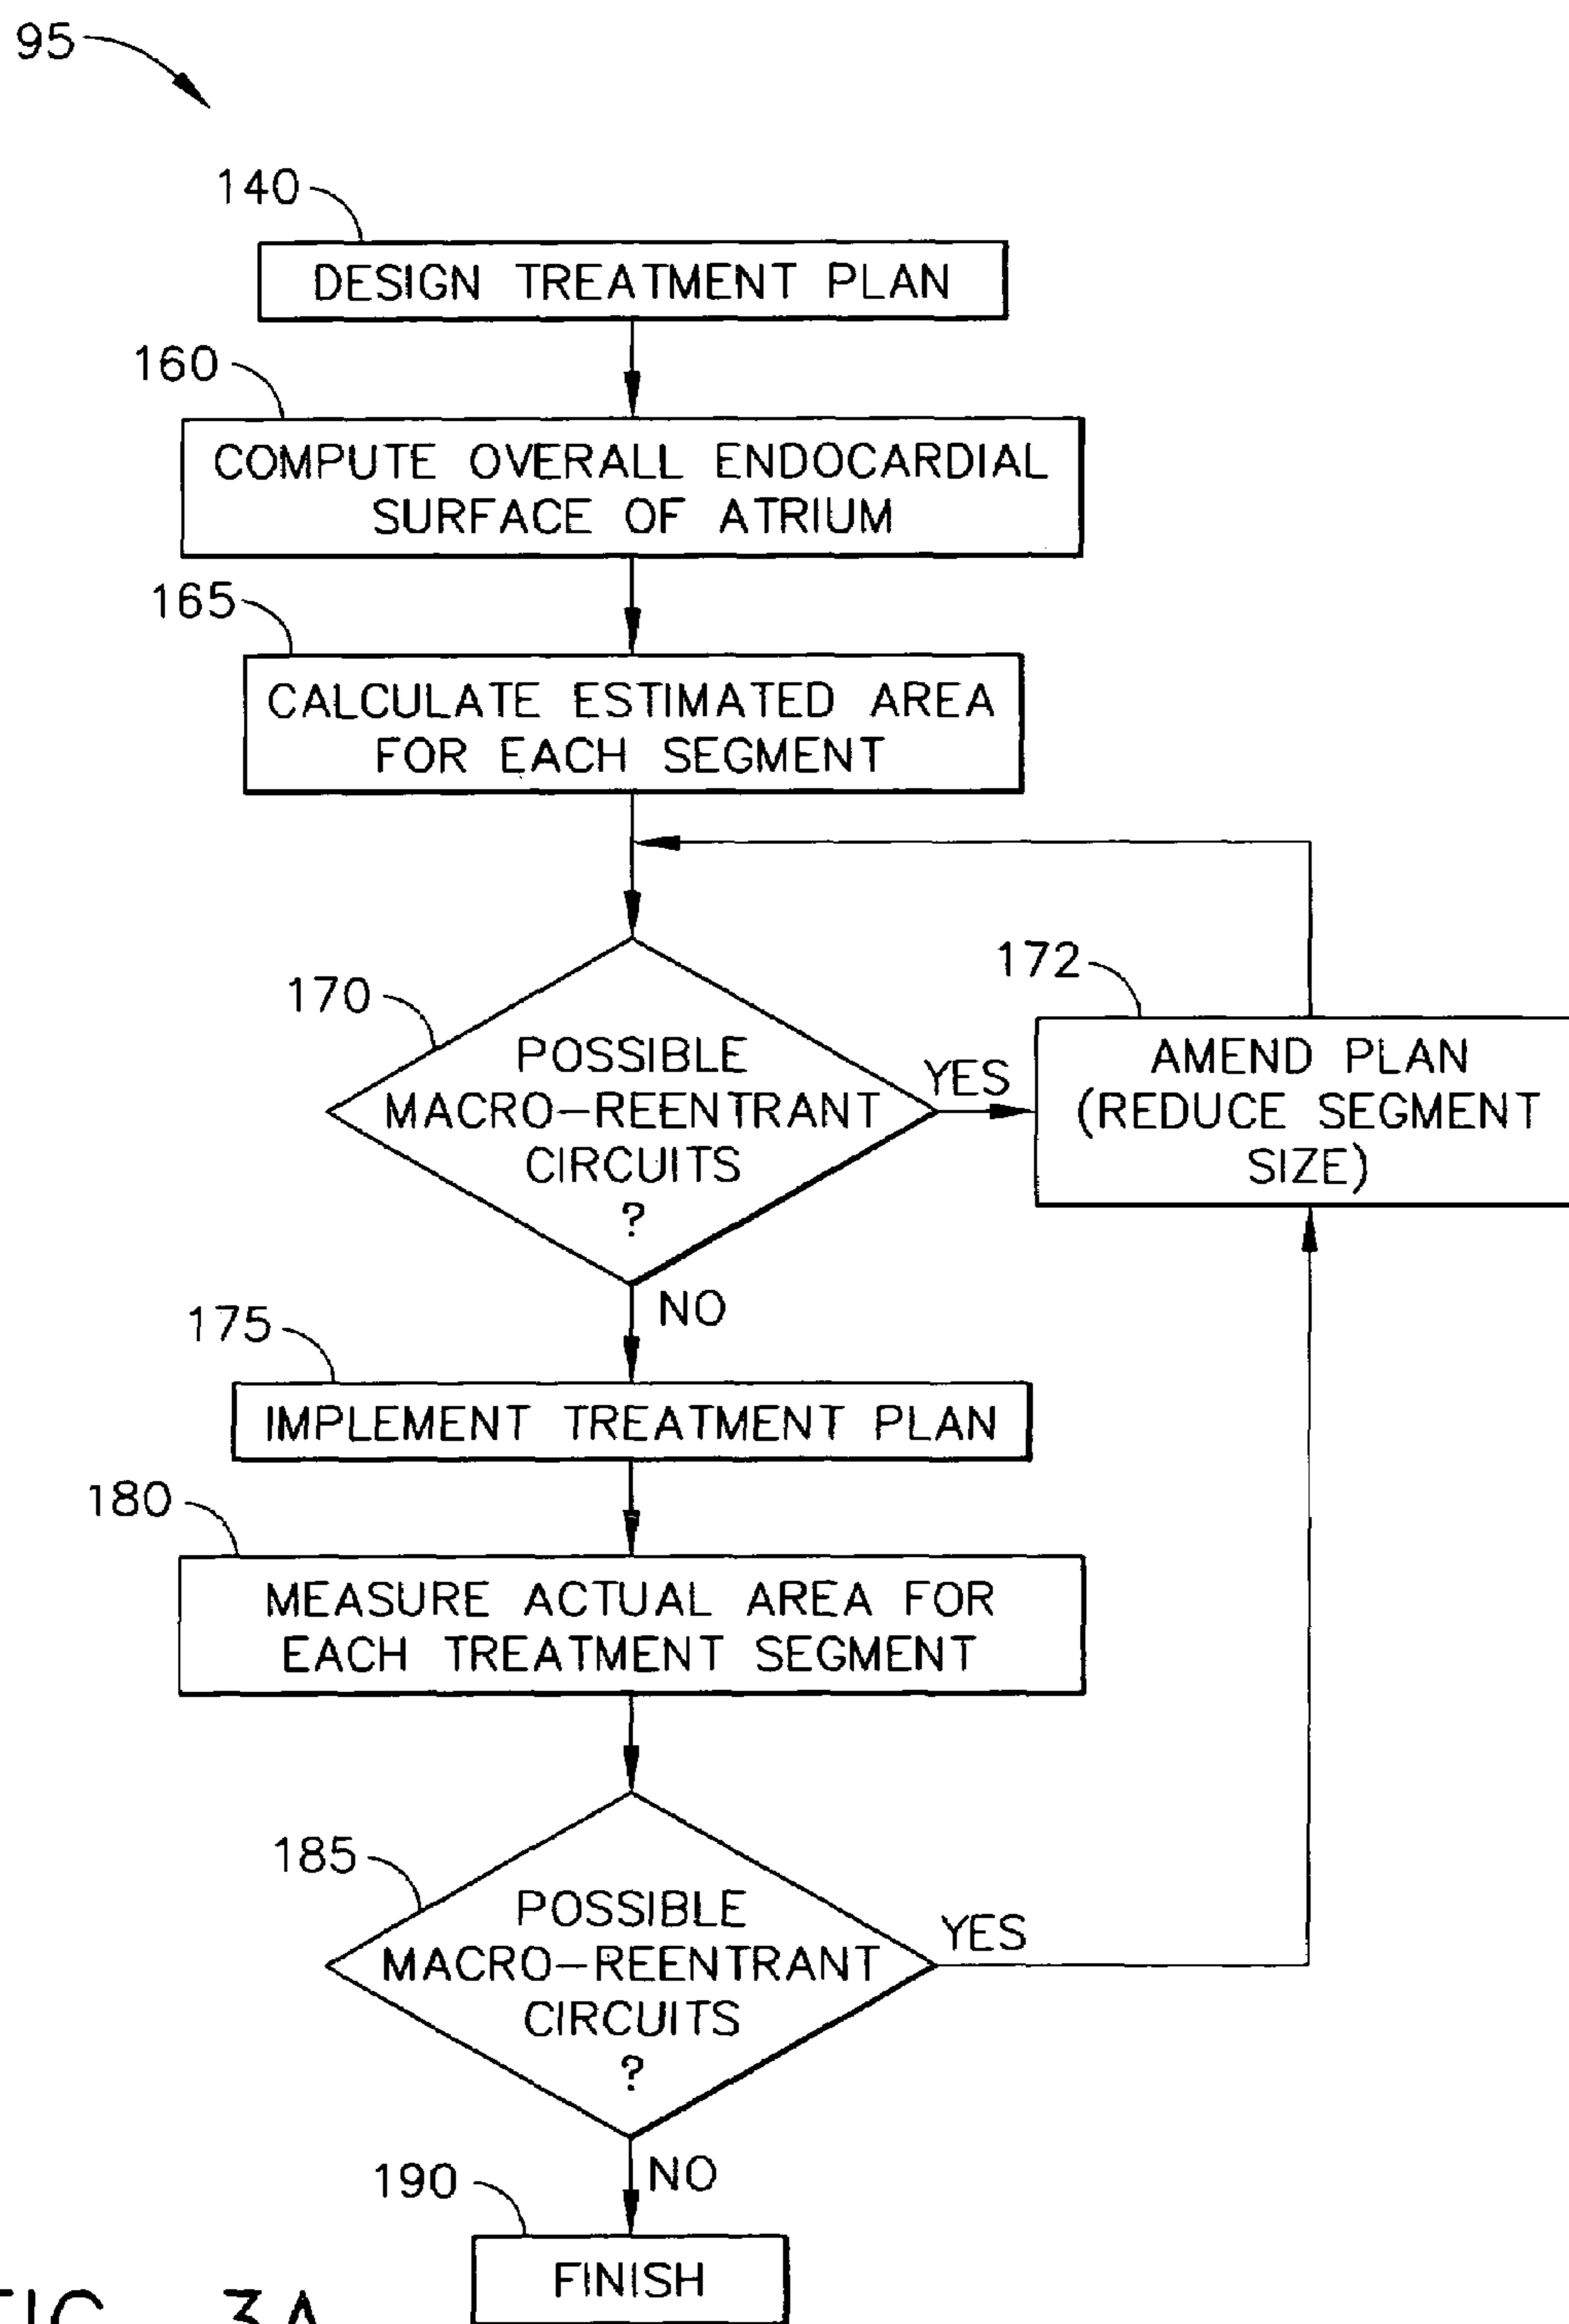 95
140
DESIGN TREATMENT PLAN
160
COMPUTE OVERALL ENDOCARDIAL
SURFACE OF ATRIUM
165
CALCULATE ESTIMATED AREA
FOR EACH SEGMENT
170
POSSIBLE
MACRO-REENTRANT
CIRCUITS
?
YES
172
AMEND PLAN
(REDUCE SEGMENT
SIZE)
NO
175
IMPLEMENT TREATMENT PLAN
180
MEASURE ACTUAL AREA FOR
EACH TREATMENT SEGMENT
185
POSSIBLE
MACRO-REENTRANT
CIRCUITS
?
YES
NO
190
FINISH
FIG. 3A